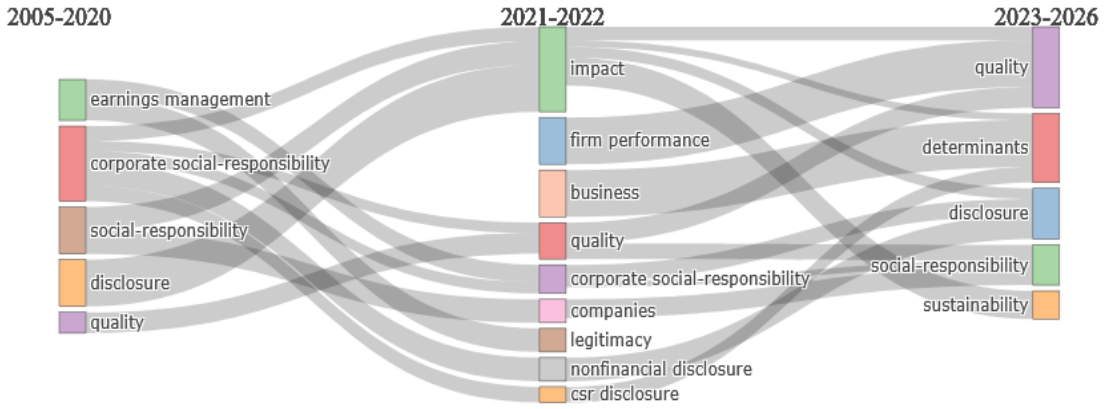 2005-2020
2021-2022
2023-2026
earnings management
corporate social-responsibility
social-responsibility
disclosure
quality
impact
firm performance
business
quality
corporate social-responsibility
companies
legitimacy
nonfinancial disclosure
csr disclosure
quality
determinants
disclosure
social-responsibility
sustainability